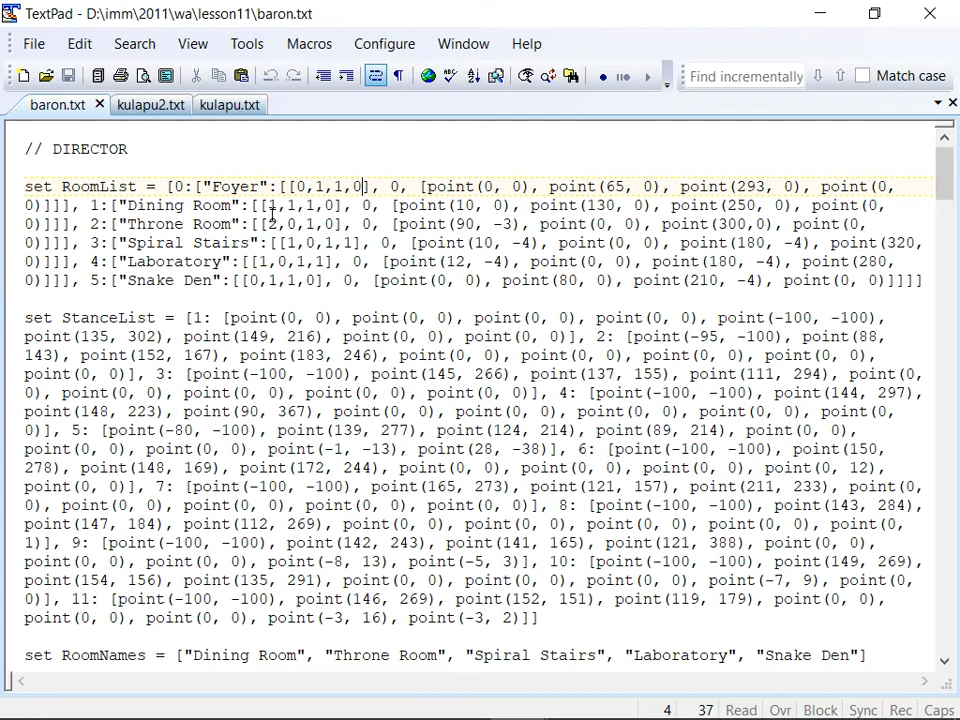 TextPad - D:\imm\2011\wa\lesson11\baron.txt
File Edit Search View Tools Macros Configure Window Help
Find incrementally Match case
baron.txt kulapu2.txt kulapu.txt
// DIRECTOR
set RoomList = [0:["Foyer":[[0,1,1,0], 0, [point(0, 0), point(65, 0), point(293, 0), point(0,
0)]]], 1:["Dining Room":[[1,1,1,0], 0, [point(10, 0), point(130, 0), point(250, 0), point(0,
0)]]], 2:["Throne Room":[[2,0,1,0], 0, [point(90, -3), point(0, 0), point(300,0), point(0,
0)]]], 3:["Spiral Stairs":[[1,0,1,1], 0, [point(10, -4), point(0, 0), point(180, -4), point(320,
0)]]], 4:["Laboratory":[[1,0,1,1], 0, [point(12, -4), point(0, 0), point(180, -4), point(280,
0)]]], 5:["Snake Den":[[0,1,1,0], 0, [point(0, 0), point(80, 0), point(210, -4), point(0, 0)]]]]
set StanceList = [1: [point(0, 0), point(0, 0), point(0, 0), point(0, 0), point(-100, -100),
point(135, 302), point(149, 216), point(0, 0), point(0, 0)], 2: [point(-95, -100), point(88,
143), point(152, 167), point(183, 246), point(0, 0), point(0, 0), point(0, 0), point(0, 0),
point(0, 0)], 3: [point(-100, -100), point(145, 266), point(137, 155), point(111, 294), point(0,
0), point(0, 0), point(0, 0), point(0, 0), point(0, 0)], 4: [point(-100, -100), point(144, 297),
point(148, 223), point(90, 367), point(0, 0), point(0, 0), point(0, 0), point(0, 0), point(0,
0)], 5: [point(-80, -100), point(139, 277), point(124, 214), point(89, 214), point(0, 0),
point(0, 0), point(0, 0), point(-1, -13), point(28, -38)], 6: [point(-100, -100), point(150,
278), point(148, 169), point(172, 244), point(0, 0), point(0, 0), point(0, 0), point(0, 12),
point(0, 0)], 7: [point(-100, -100), point(165, 273), point(121, 157), point(211, 233), point(0,
0), point(0, 0), point(0, 0), point(0, 0), point(0, 0)], 8: [point(-100, -100), point(143, 284),
point(147, 184), point(112, 269), point(0, 0), point(0, 0), point(0, 0), point(0, 0), point(0,
1)], 9: [point(-100, -100), point(142, 243), point(141, 165), point(121, 388), point(0, 0),
point(0, 0), point(0, 0), point(-8, 13), point(-5, 3)], 10: [point(-100, -100), point(149, 269),
point(154, 156), point(135, 291), point(0, 0), point(0, 0), point(0, 0), point(-7, 9), point(0,
0)], 11: [point(-100, -100), point(146, 269), point(152, 151), point(119, 179), point(0, 0),
point(0, 0), point(0, 0), point(-3, 16), point(-3, 2)]]
set RoomNames = ["Dining Room", "Throne Room", "Spiral Stairs", "Laboratory", "Snake Den"]
4 37 Read Ovr Block Sync Rec Caps